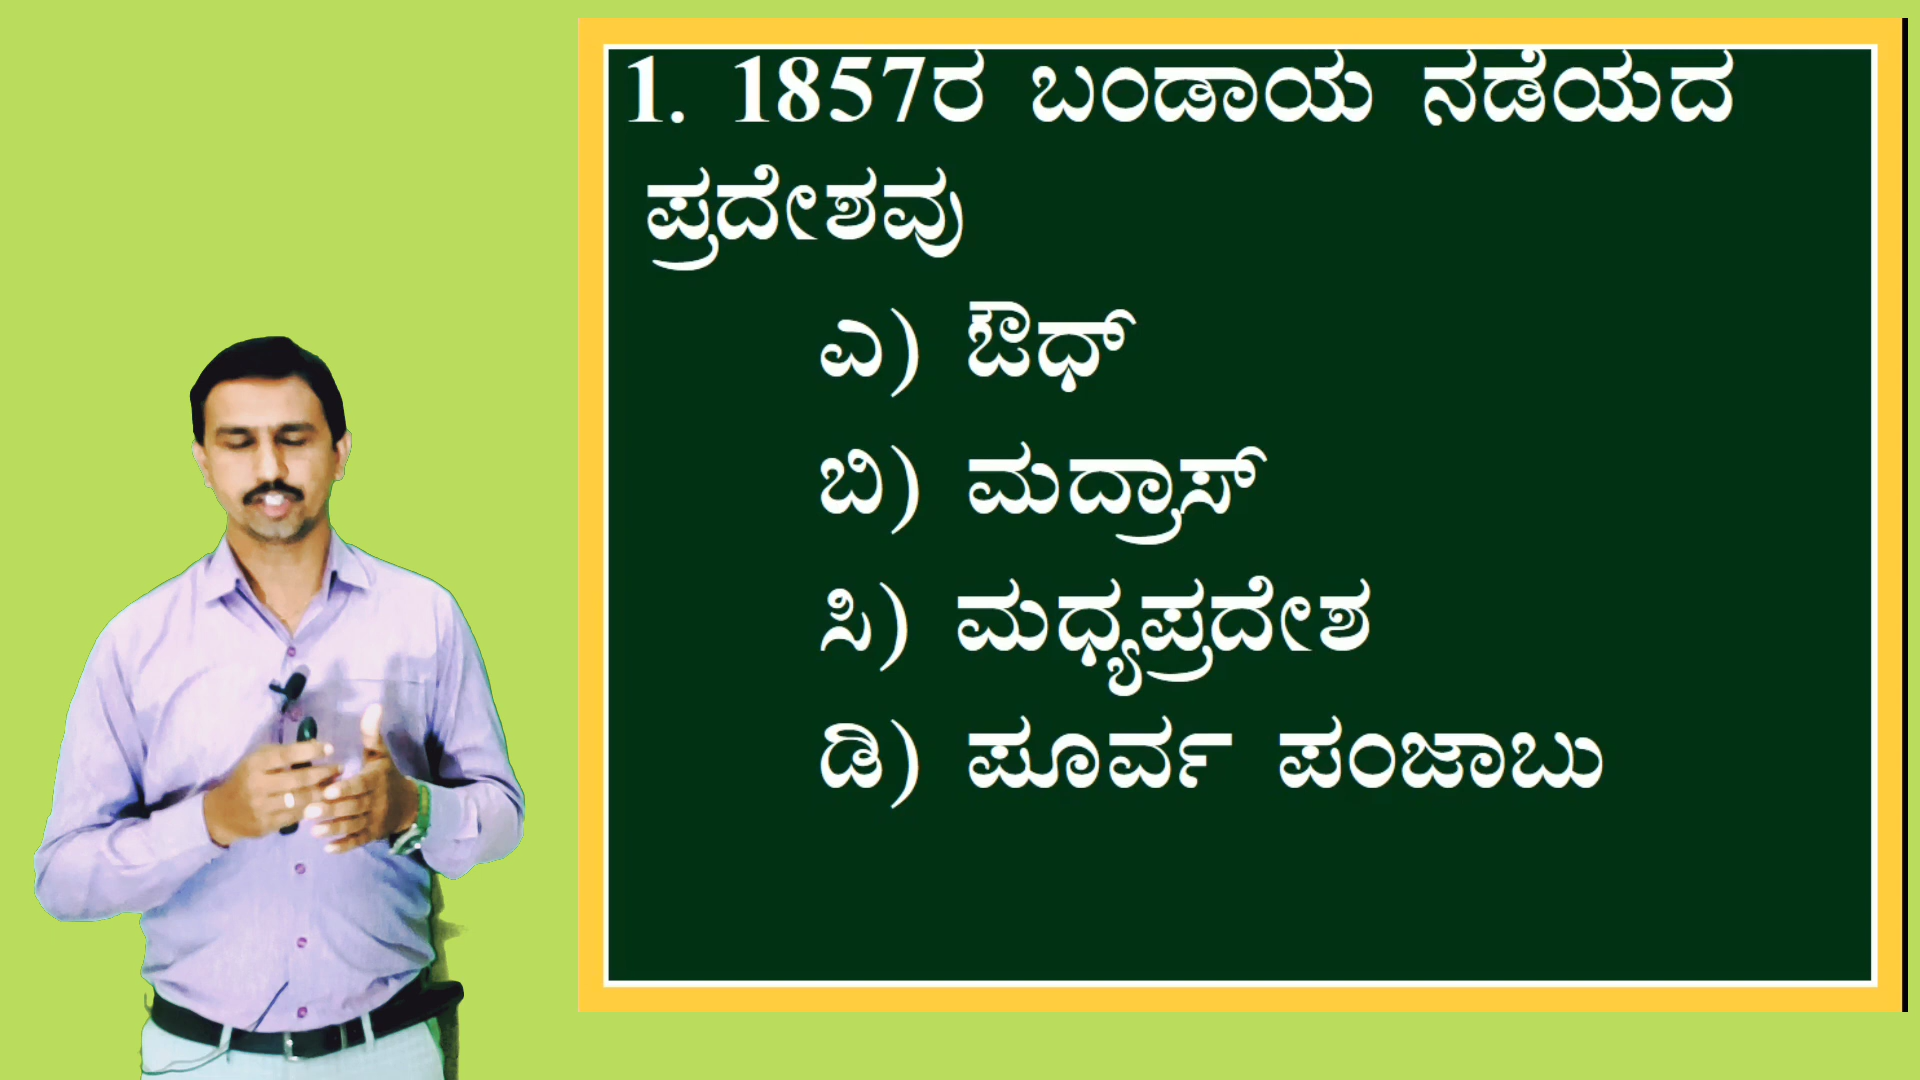 1. 1857ರ ಬಂಡಾಯ ನಡೆಯದ
ಪ್ರದೇಶವು
ಎ) ಔಧ್
ಬಿ) ಮದ್ರಾಸ್
ಸಿ) ಮಧ್ಯಪ್ರದೇಶ
ಡಿ) ಪೂರ್ವ ಪಂಜಾಬು